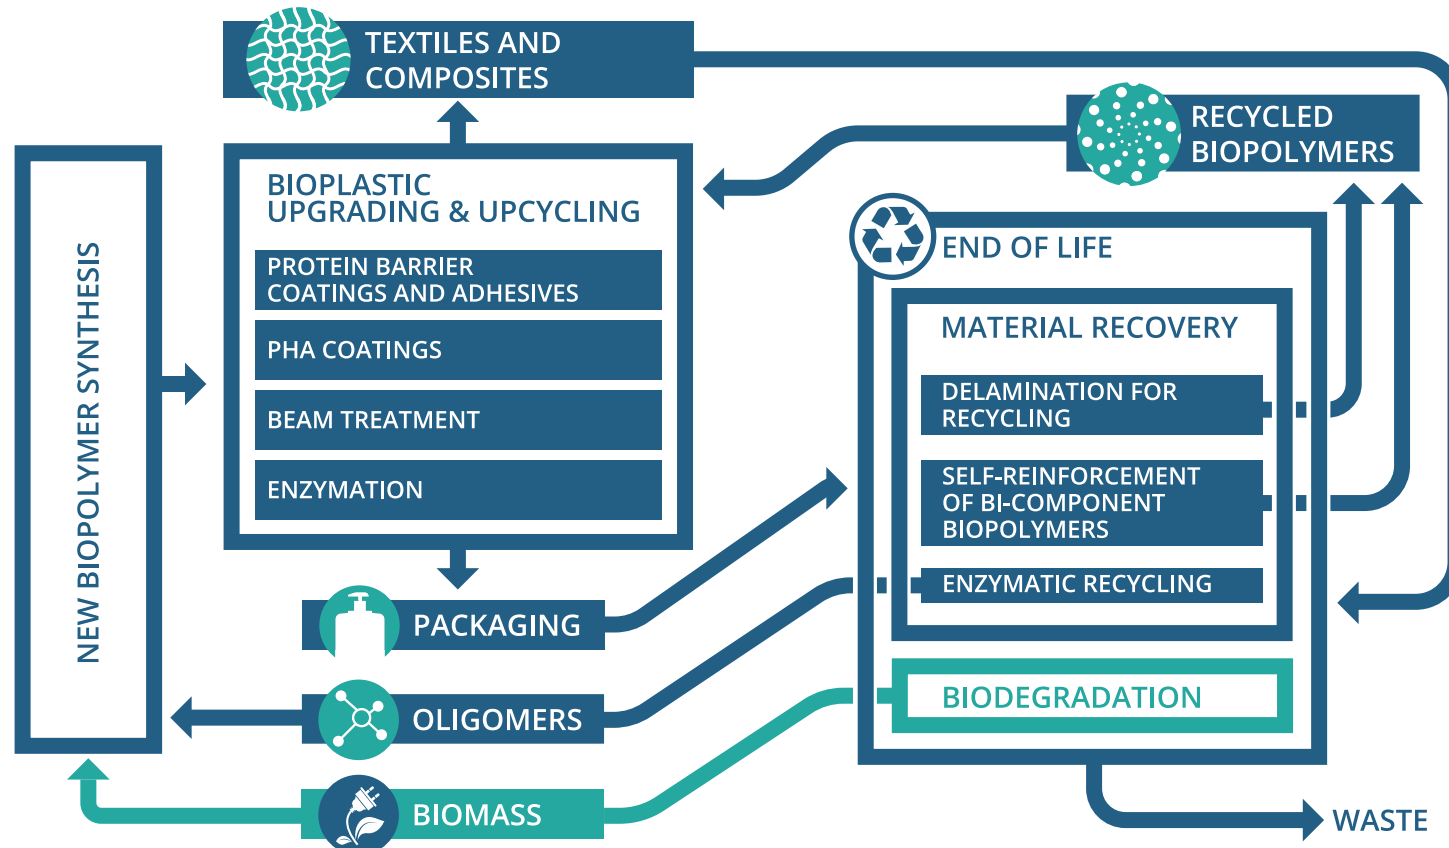 TEXTILES AND
COMPOSITES
RECYCLED
BIOPOLYMERS
NEW BIOPOLYMER SYNTHESIS
BIOPLASTIC
UPGRADING & UPCYCLING
PROTEIN BARRIER
COATINGS AND ADHESIVES
PHA COATINGS
BEAM TREATMENT
ENZYMATION
END OF LIFE
MATERIAL RECOVERY
DELAMINATION FOR
RECYCLING
SELF-REINFORCEMENT
OF BI-COMPONENT
BIOPOLYMERS
ENZYMATIC RECYCLING
BIODEGRADATION
PACKAGING
OLIGOMERS
BIOMASS
WASTE